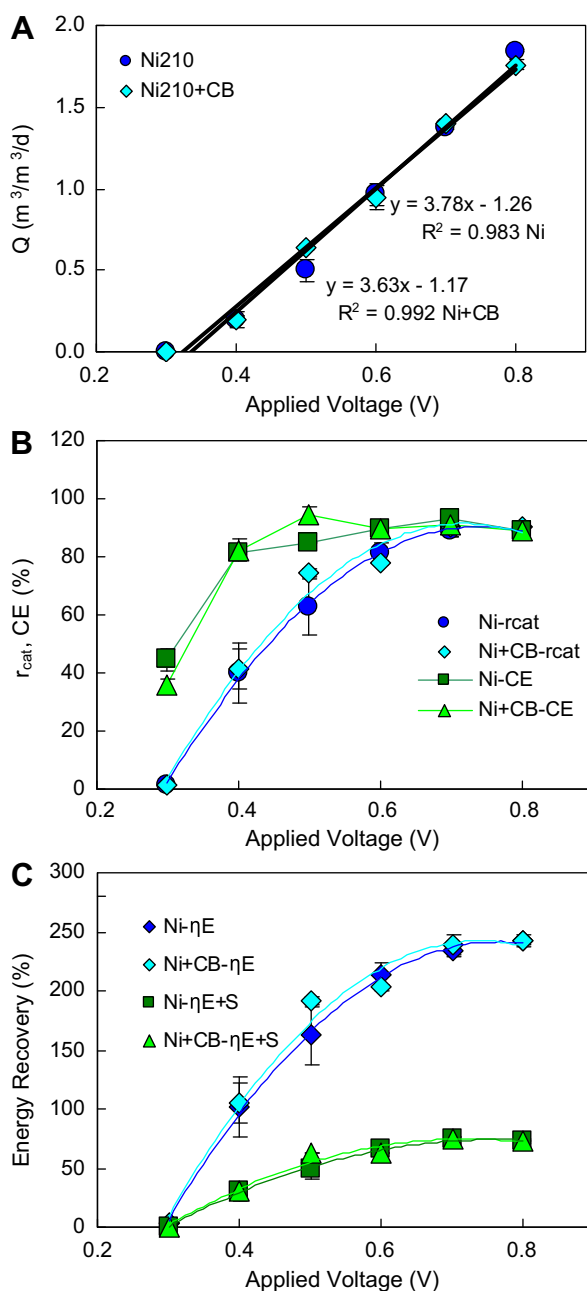 A
2.0
Ni210
Ni210+CB
1.5
Q (m³/m³/d)
1.0
y = 3.78x - 1.26
R² = 0.983 Ni
0.5
y = 3.63x - 1.17
R² = 0.992 Ni+CB
0.0
0.2 0.4 0.6 0.8
Applied Voltage (V)
B
120
100
80
r_cat, CE (%)
60
Ni-rcat
Ni+CB-rcat
40
Ni-CE
20
Ni+CB-CE
0
0.2 0.4 0.6 0.8
Applied Voltage (V)
C
300
Ni-ηE
250
Ni+CB-ηE
200
Ni-ηE+S
Ni+CB-ηE+S
150
Energy Recovery (%)
100
50
0
0.2 0.4 0.6 0.8
Applied Voltage (V)